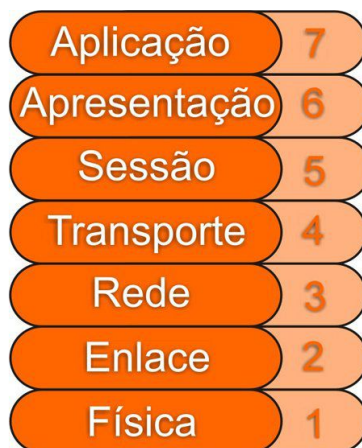 Aplicação 7
Apresentação 6
Sessão 5
Transporte 4
Rede 3
Enlace 2
Física 1